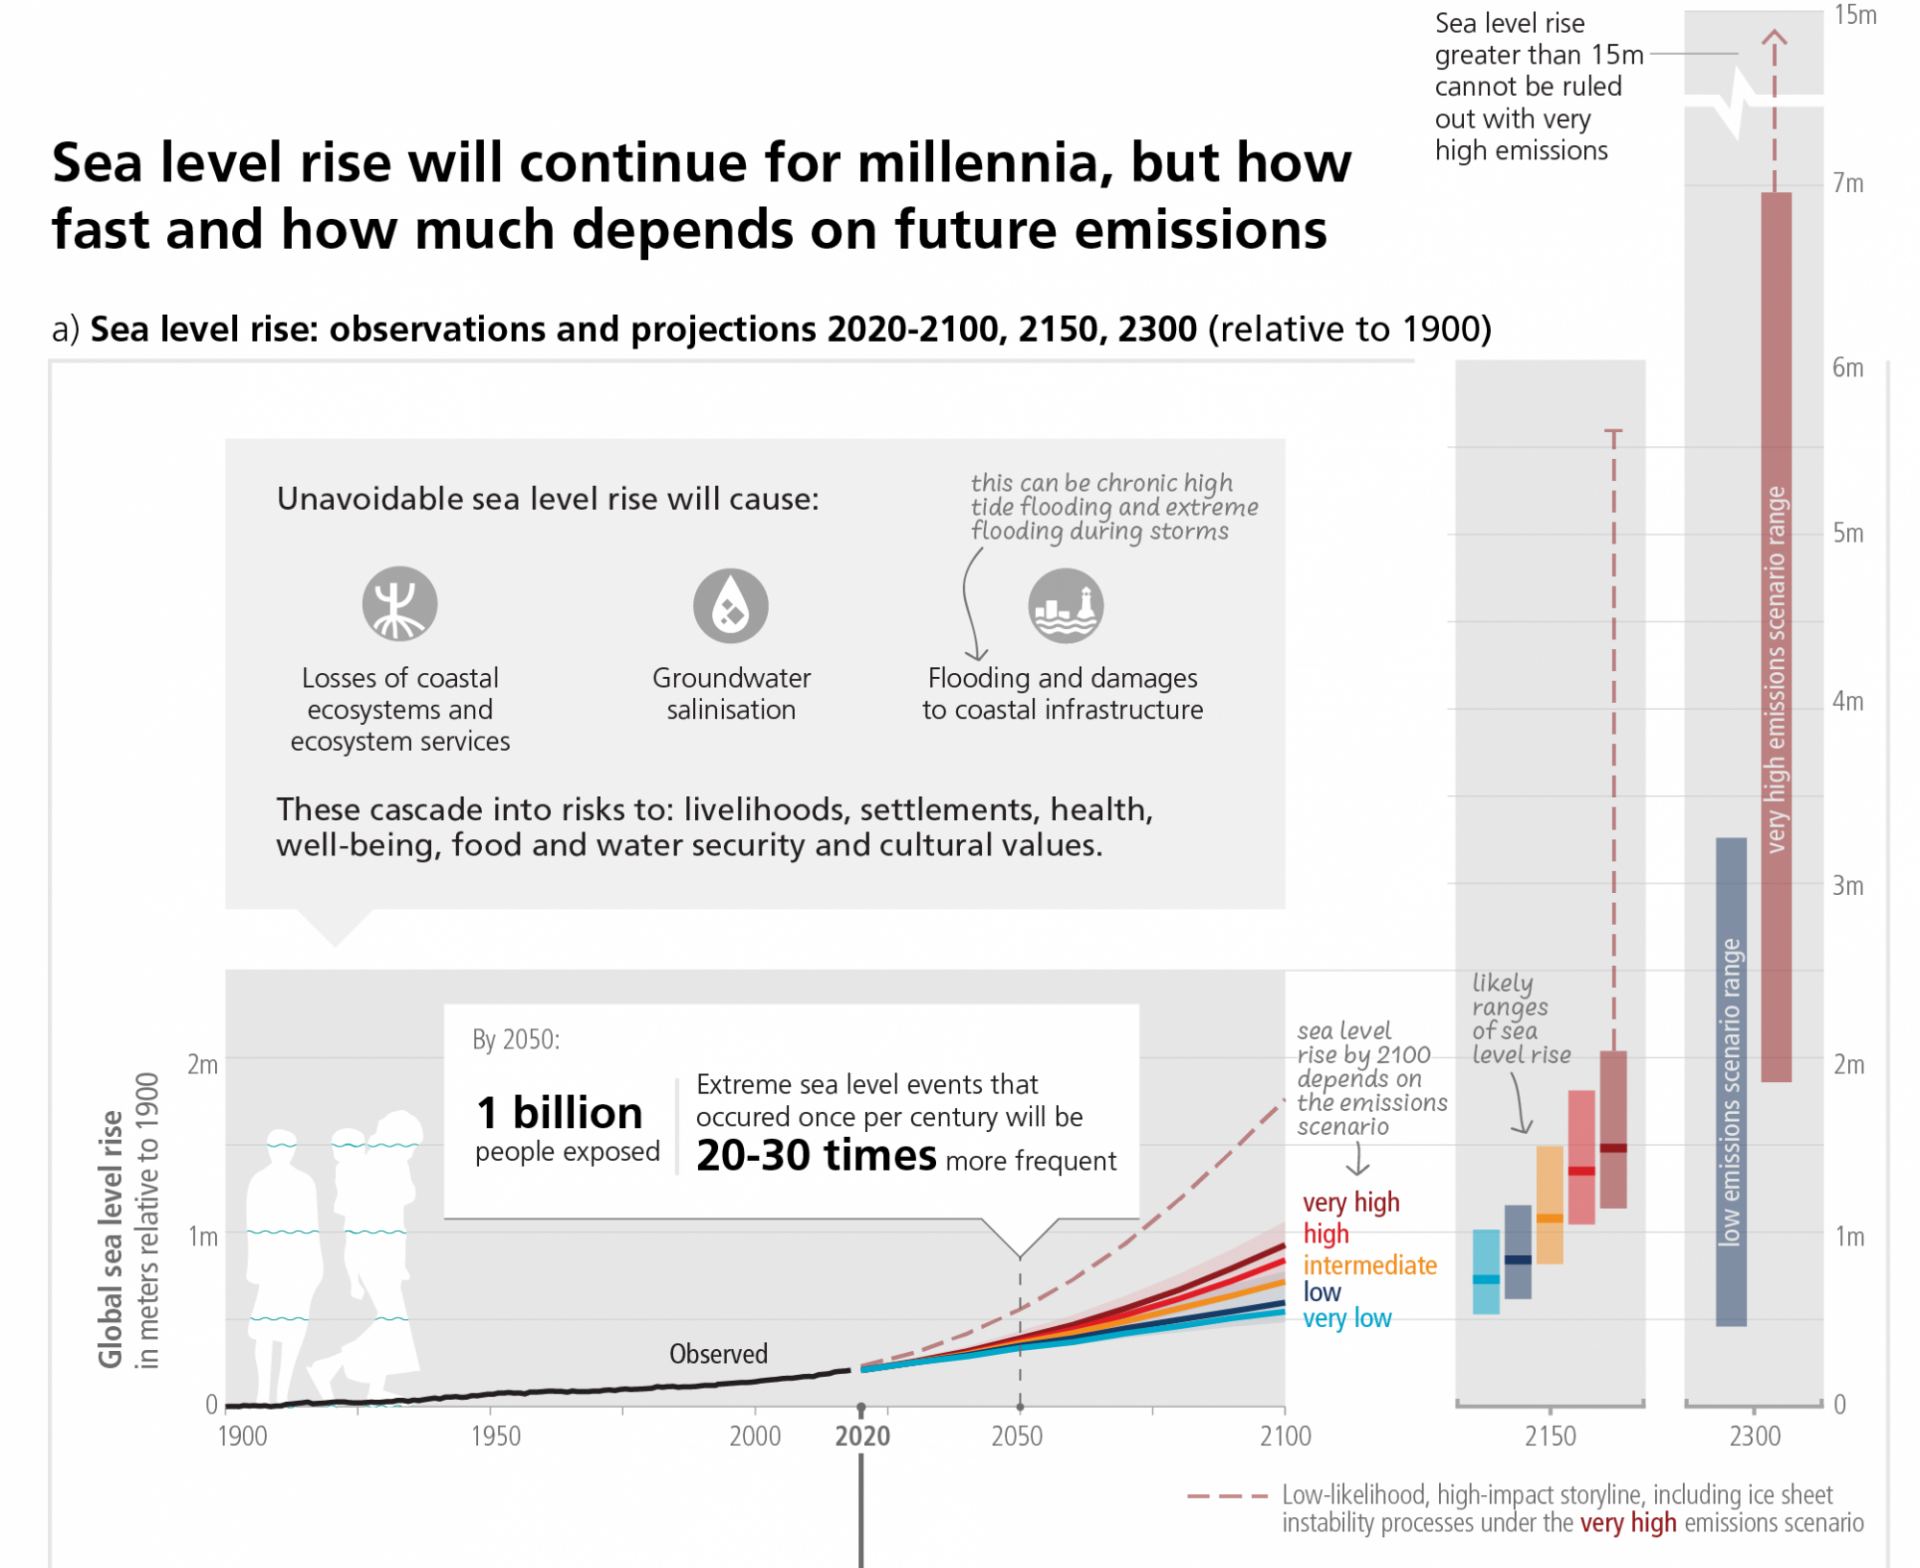 Sea level rise
greater than 15m
cannot be ruled
out with very
high emissions
15m
7m
6m
5m
4m
3m
2m
1m
0
Sea level rise will continue for millennia, but how
fast and how much depends on future emissions
a) Sea level rise: observations and projections 2020-2100, 2150, 2300 (relative to 1900)
Unavoidable sea level rise will cause:
this can be chronic high
tide flooding and extreme
flooding during storms
Losses of coastal
ecosystems and
ecosystem services
Groundwater
salinisation
Flooding and damages
to coastal infrastructure
These cascade into risks to: livelihoods, settlements, health,
well-being, food and water security and cultural values.
Global sea level rise
in meters relative to 1900
2m
1m
0
By 2050:
1 billion
people exposed
Extreme sea level events that
occured once per century will be
20-30 times more frequent
Observed
sea level
rise by 2100
depends on
the emissions
scenario
very high
high
intermediate
low
very low
likely
ranges
of sea
level rise
low emissions scenario range
very high emissions scenario range
1900
1950
2000
2020
2050
2100
2150
2300
Low-likelihood, high-impact storyline, including ice sheet
instability processes under the very high emissions scenario